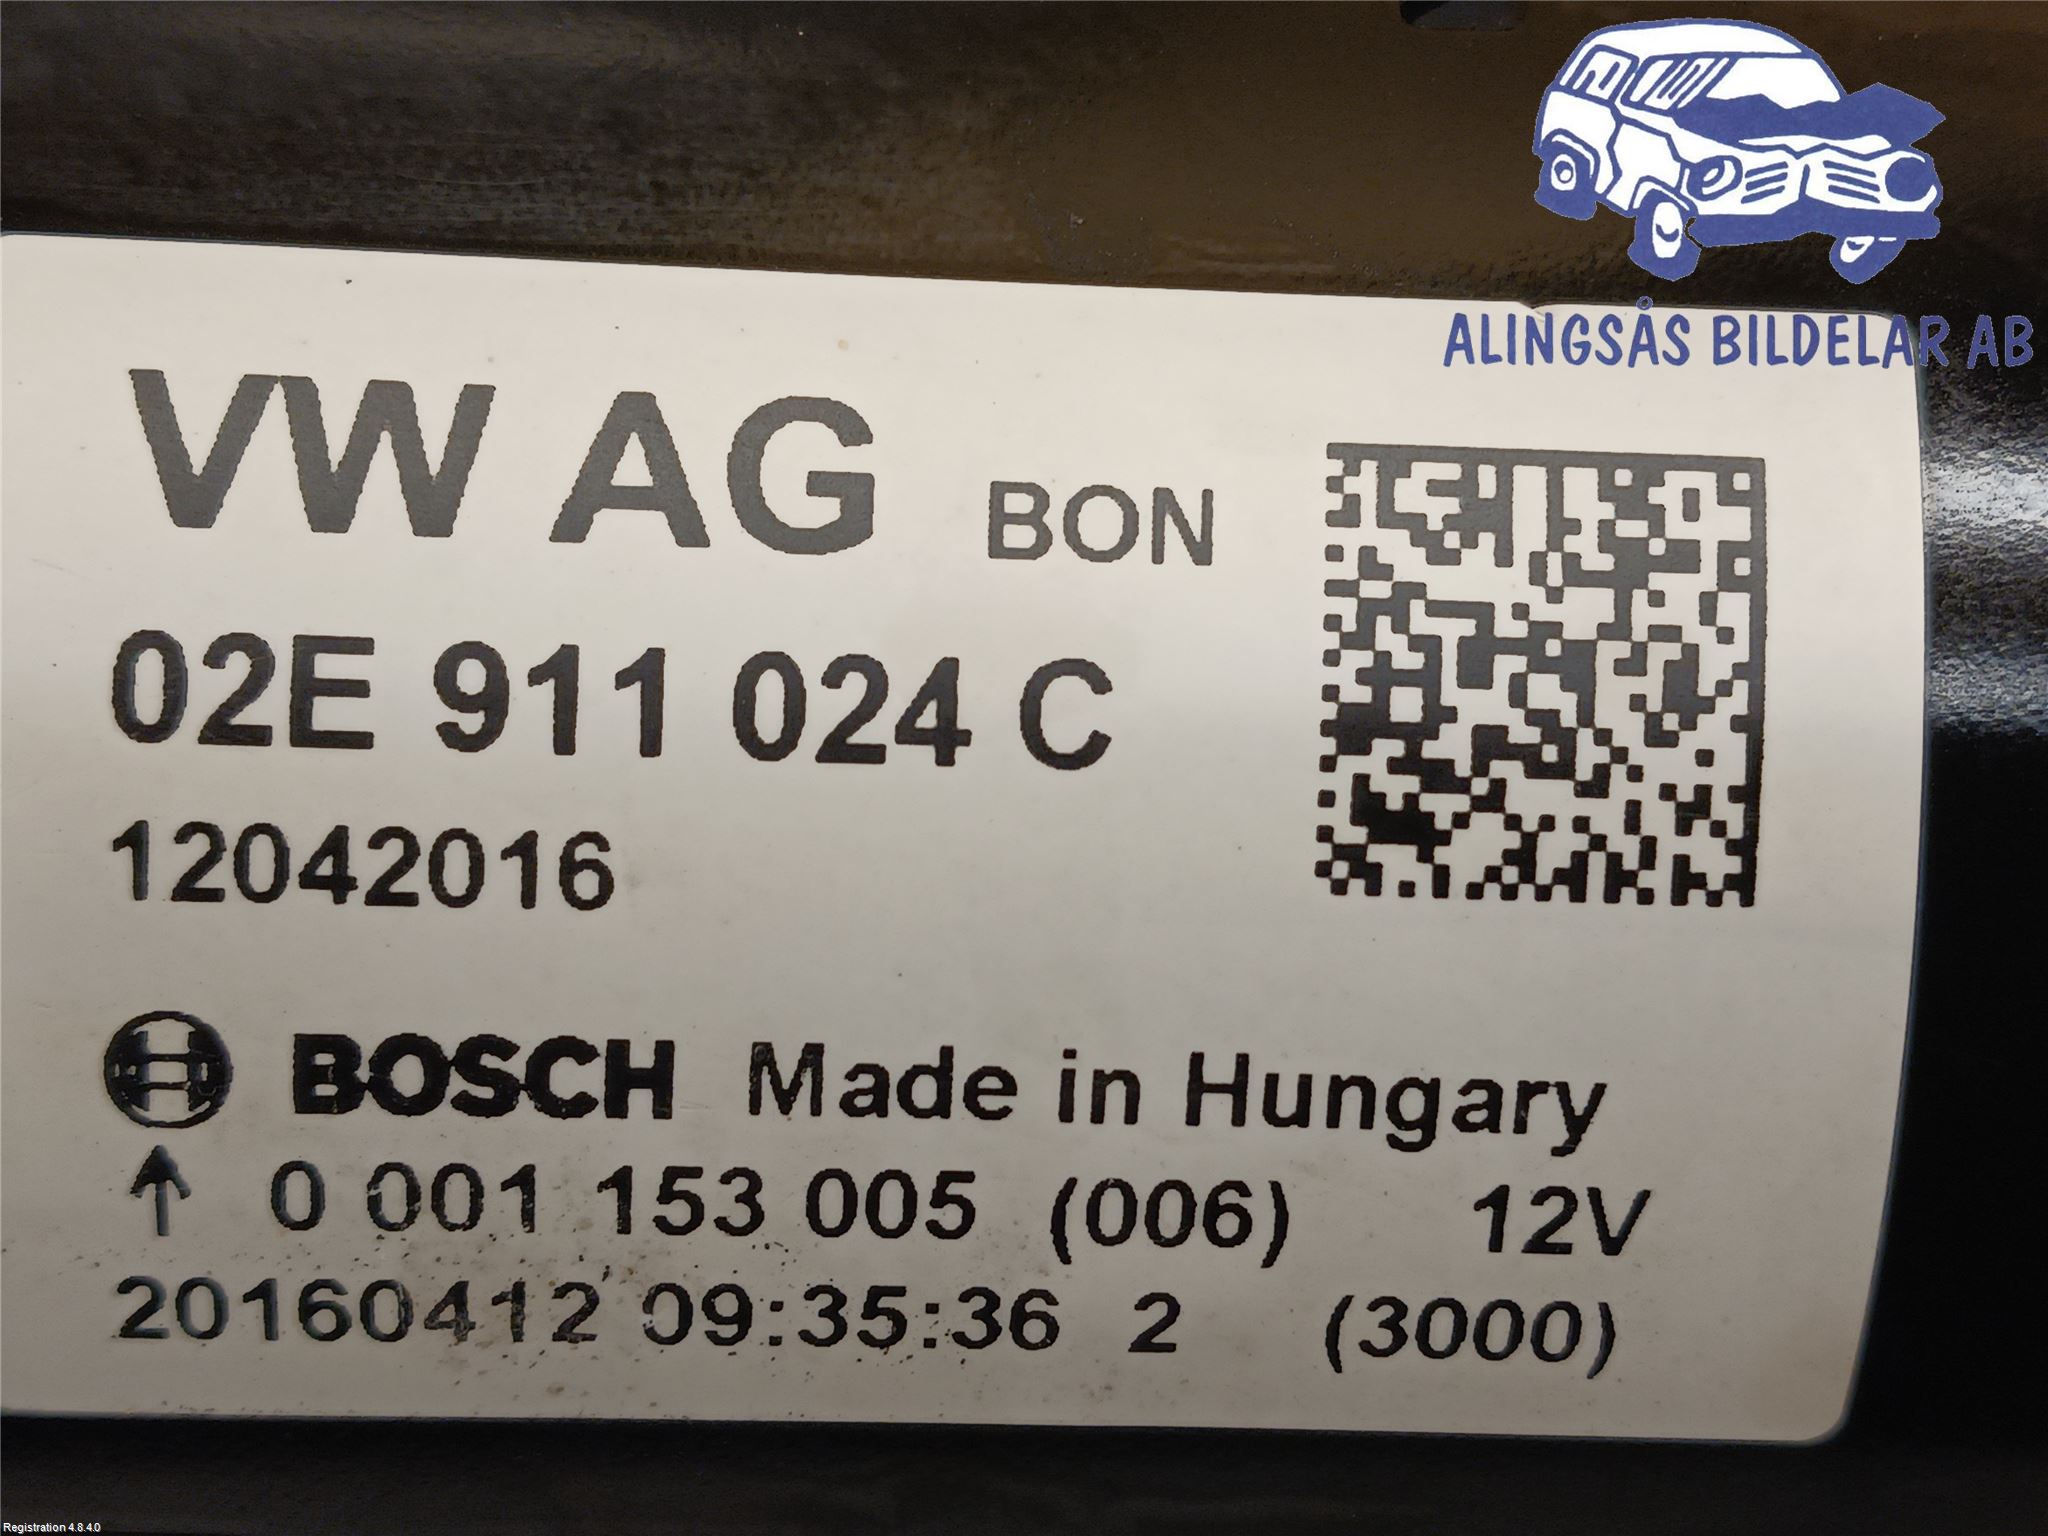 ALINGSÅS BILDELAR AB
VW AG BON
02E 911 024 C
12042016
BOSCH Made in Hungary
↑ 0 001 153 005 (006) 12V
20160412 09:35:36 2 (3000)
Registration 4.8.4.0